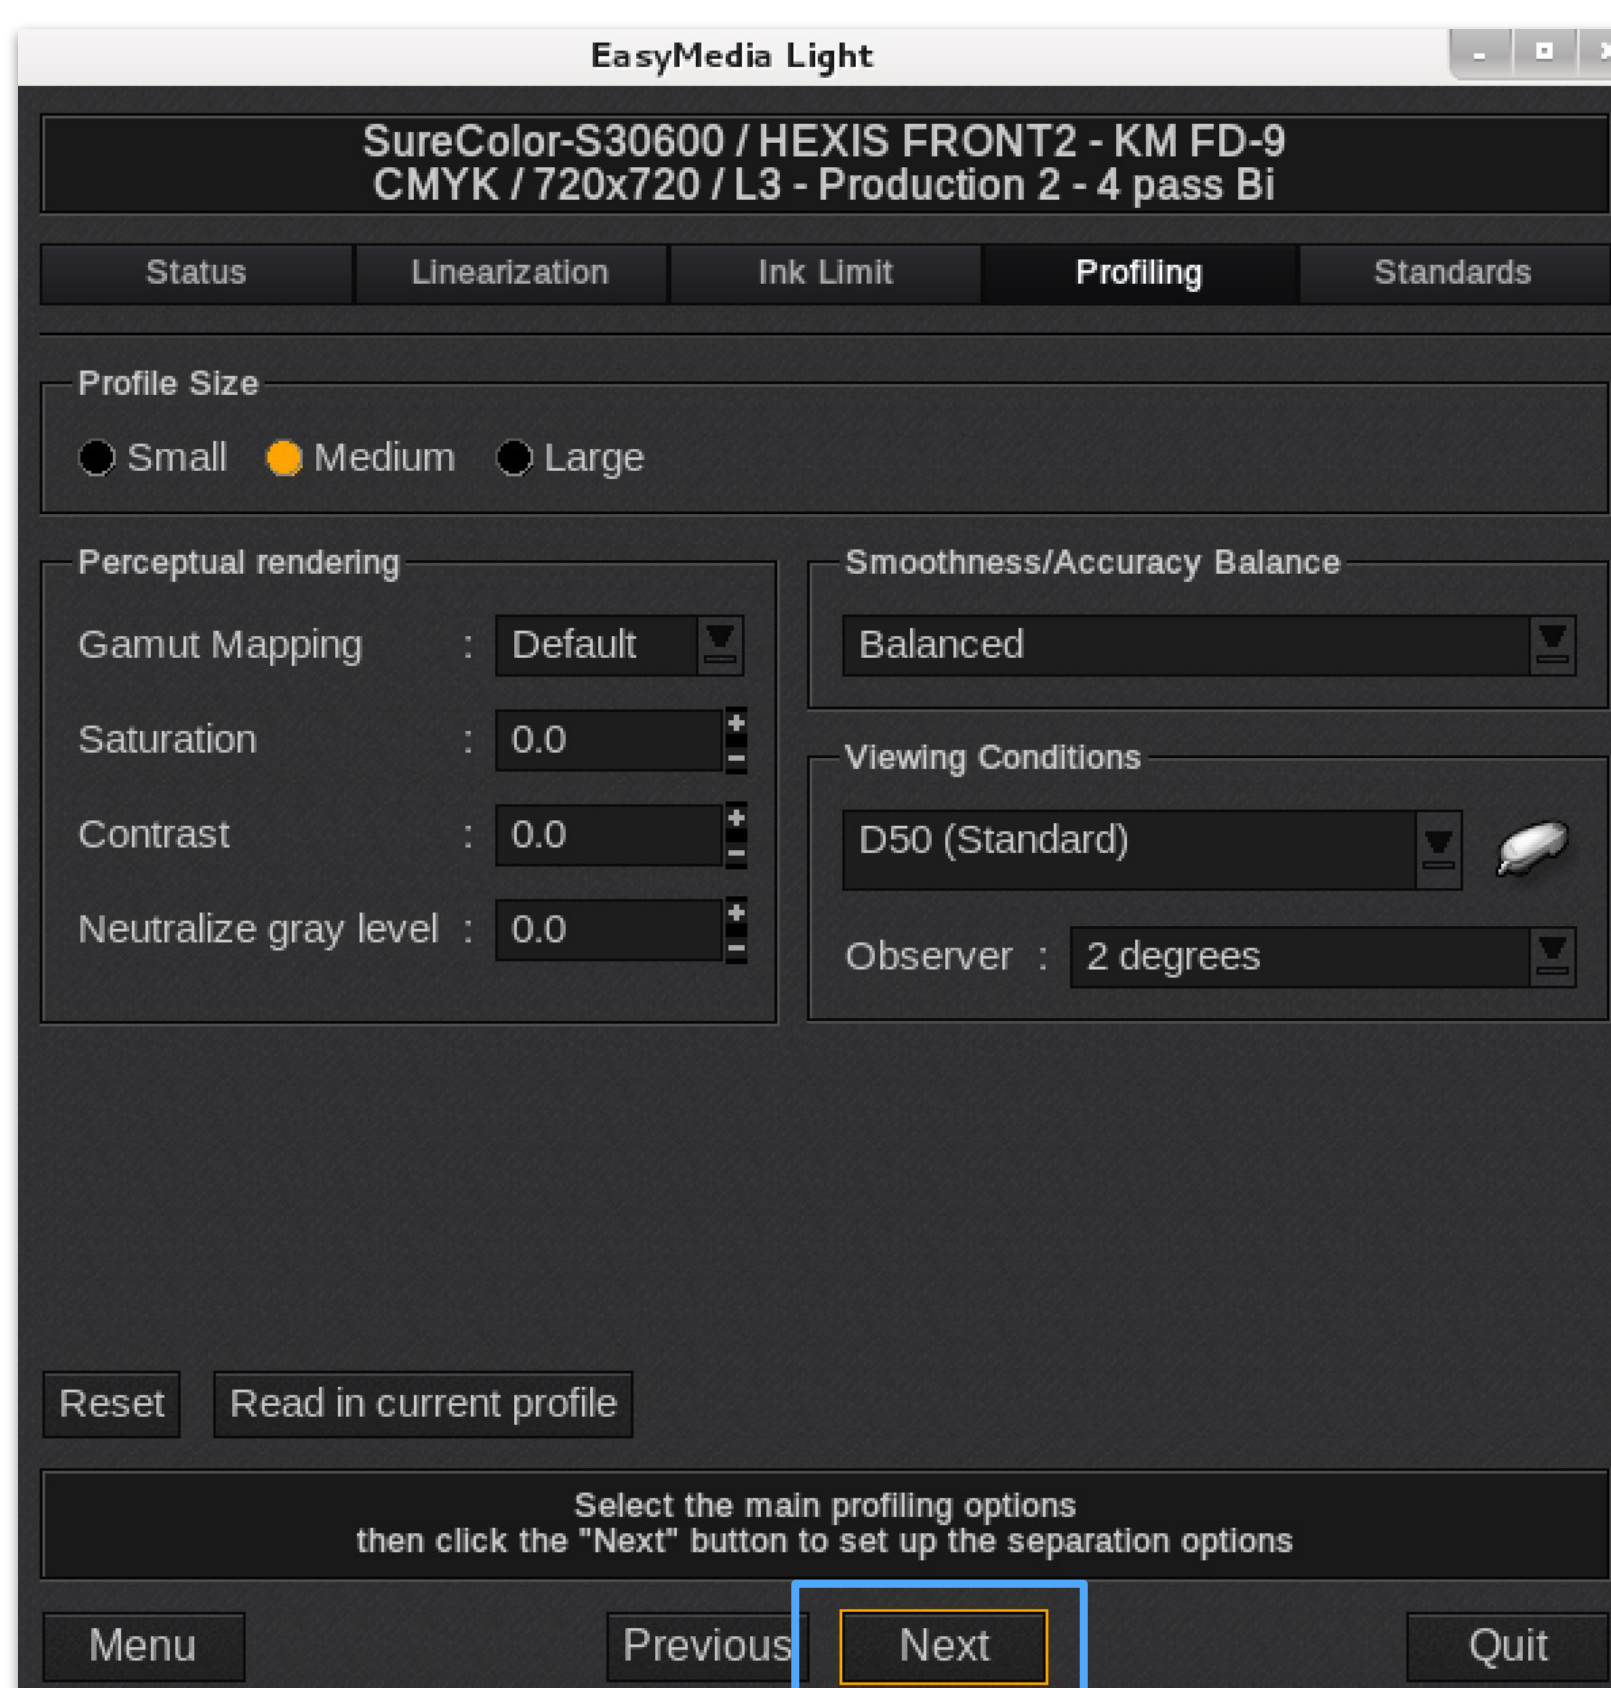 EasyMedia Light
SureColor-S30600 / HEXIS FRONT2 - KM FD-9
CMYK / 720x720 / L3 - Production 2 - 4 pass Bi
Status Linearization Ink Limit Profiling Standards
Profile Size
Small Medium Large
Perceptual rendering
Gamut Mapping : Default
Saturation : 0.0
Contrast : 0.0
Neutralize gray level : 0.0
Smoothness/Accuracy Balance
Balanced
Viewing Conditions
D50 (Standard)
Observer : 2 degrees
Reset Read in current profile
Select the main profiling options
then click the "Next" button to set up the separation options
Menu Previous Next Quit